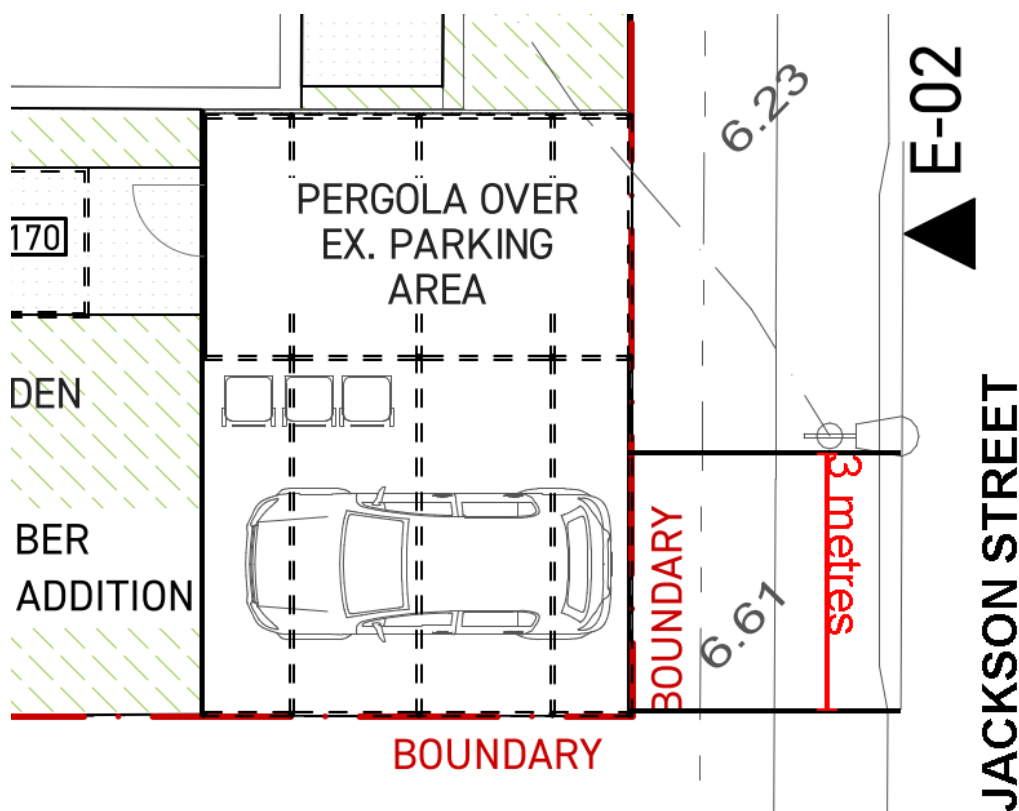 6.23
E-02
PERGOLA OVER
EX. PARKING
AREA
170
DEN
JACKSON STREET
3 metres
BER
ADDITION
BOUNDARY
6.61
BOUNDARY